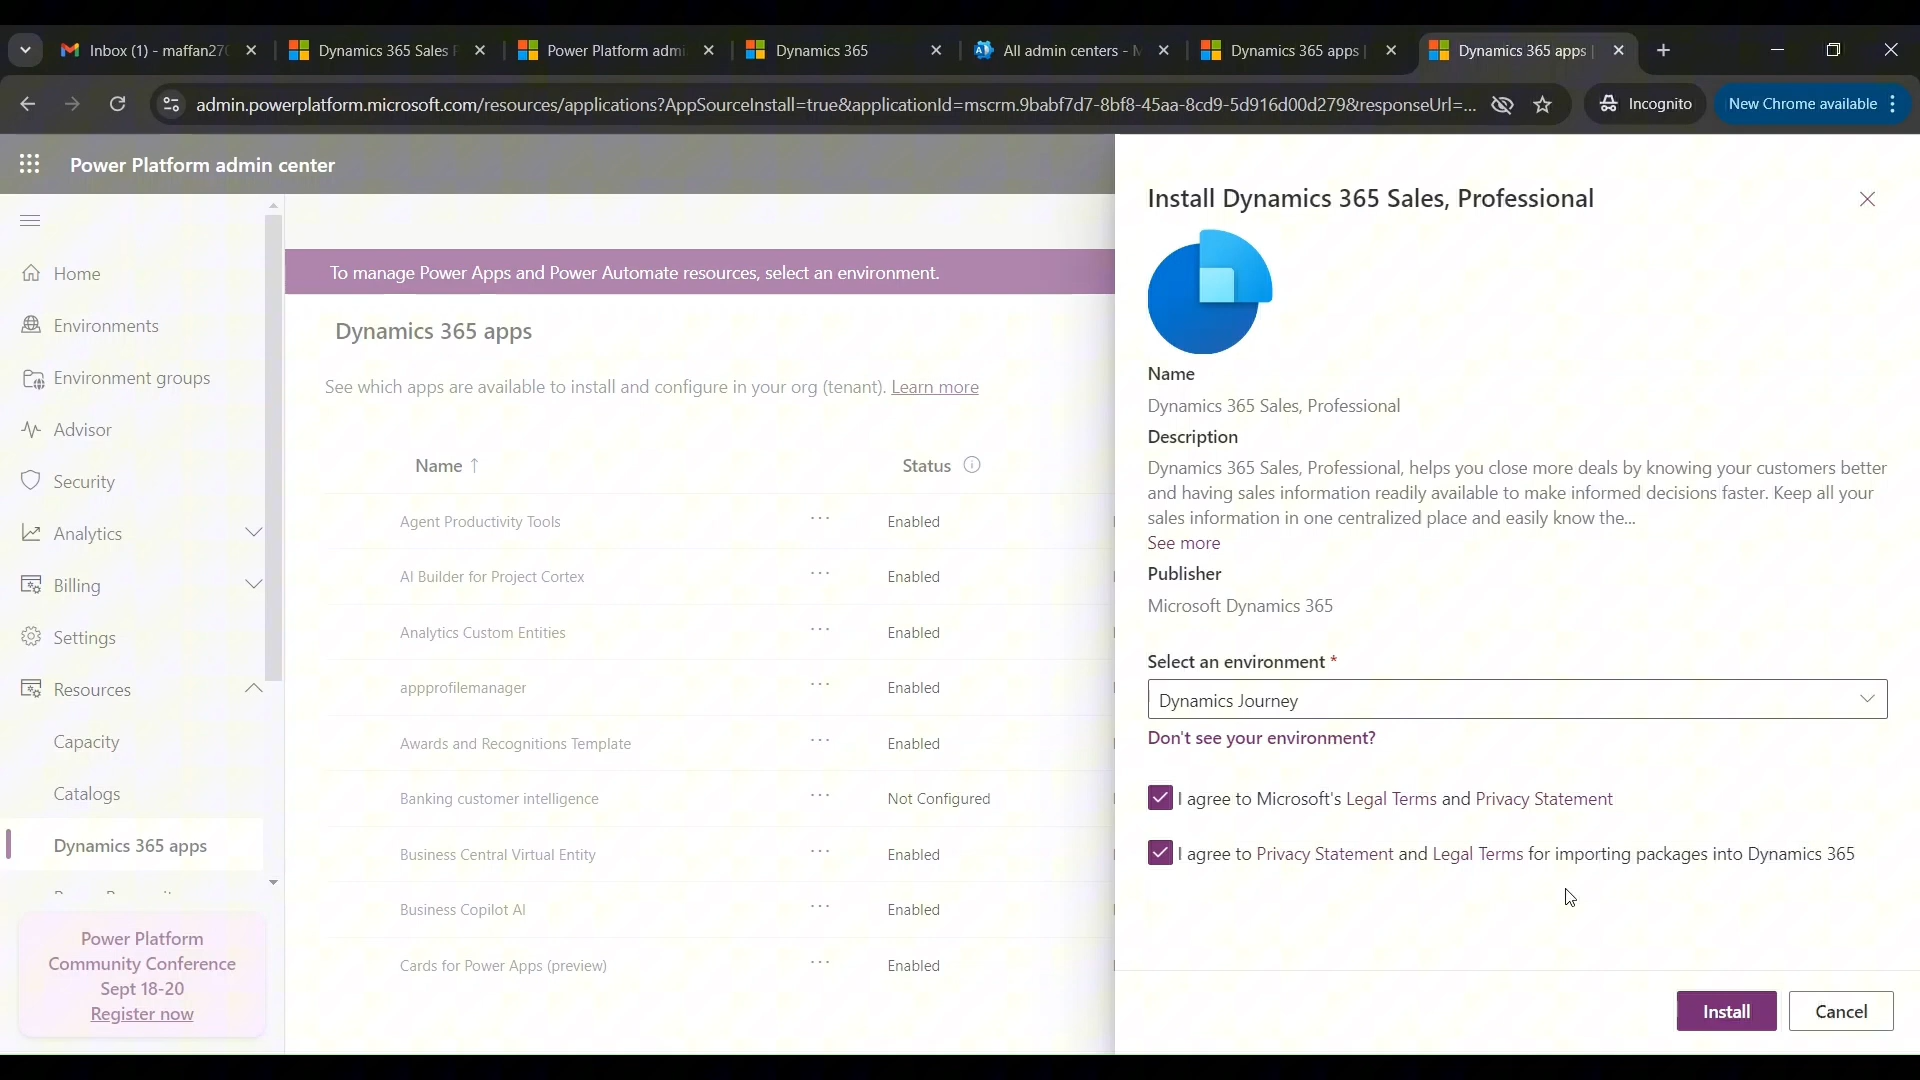 Inbox (1) - maffan27
Dynamics 365 Sales
Power Platform admi
Dynamics 365
All admin centers -
Dynamics 365 apps |
Dynamics 365 apps |
admin.powerplatform.microsoft.com/resources/applications?AppSourceInstall=true&applicationId=mscrm.9babf7d7-8bf8-45aa-8cd9-5d916d00d279&responseUrl=...
Incognito
New Chrome available
Power Platform admin center
Home
Environments
Environment groups
Advisor
Security
Analytics
Billing
Settings
Resources
Capacity
Catalogs
Dynamics 365 apps
Power Platform
Community Conference
Sept 18-20
Register now
To manage Power Apps and Power Automate resources, select an environment.
Dynamics 365 apps
See which apps are available to install and configure in your org (tenant). Learn more
Name ↑ Status
Agent Productivity Tools ... Enabled
AI Builder for Project Cortex ... Enabled
Analytics Custom Entities ... Enabled
appprofilemanager ... Enabled
Awards and Recognitions Template ... Enabled
Banking customer intelligence ... Not Configured
Business Central Virtual Entity ... Enabled
Business Copilot AI ... Enabled
Cards for Power Apps (preview) ... Enabled
Install Dynamics 365 Sales, Professional
Name
Dynamics 365 Sales, Professional
Description
Dynamics 365 Sales, Professional, helps you close more deals by knowing your customers better
and having sales information readily available to make informed decisions faster. Keep all your
sales information in one centralized place and easily know the...
See more
Publisher
Microsoft Dynamics 365
Select an environment *
Dynamics Journey
Don't see your environment?
I agree to Microsoft's Legal Terms and Privacy Statement
I agree to Privacy Statement and Legal Terms for importing packages into Dynamics 365
Install
Cancel